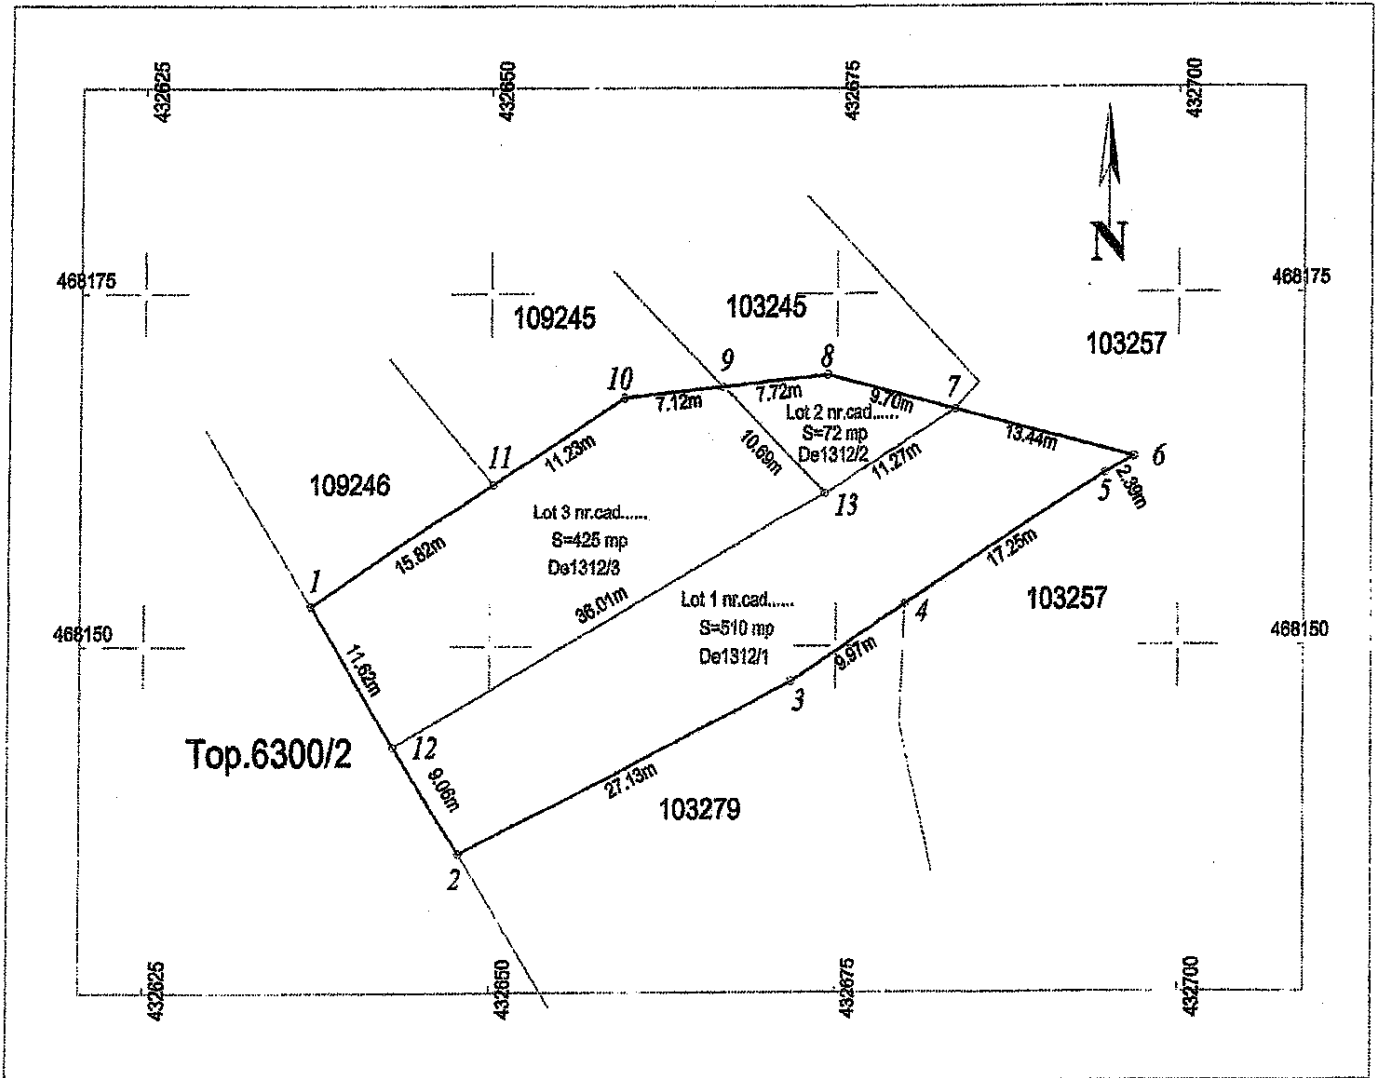 432625
432650
432675
432700
N
468175
468175
109245
103245
103257
9
8
10
7
7.12m
7.72m
9.70m
Lot 2 nr.cad......
S=72 mp
De1312/2
13.44m
6
11.23m
10.69m
11.27m
5
2.39m
11
109246
13
Lot 3 nr.cad......
S=425 mp
De1312/3
17.25m
15.82m
1
36.01m
Lot 1 nr.cad......
S=510 mp
De1312/1
4
103257
468150
468150
11.62m
9.97m
3
Top.6300/2
12
9.06m
27.13m
103279
2
432625
432650
432675
432700